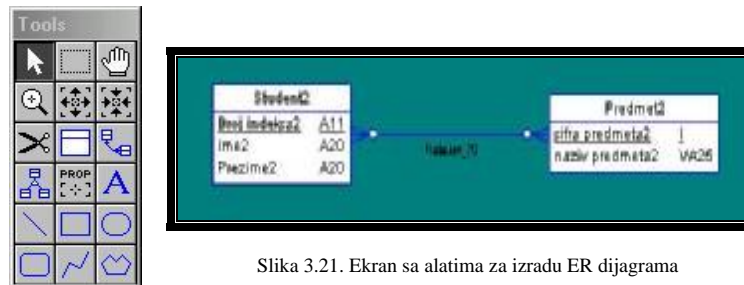 Tools
PROP
A
Student2
Broj indeksa2 A11
ime2 A20
Prezime2 A20
Predmet2
sifra predmeta2 I
naziv predmeta2 VA25
Slika 3.21. Ekran sa alatima za izradu ER dijagrama